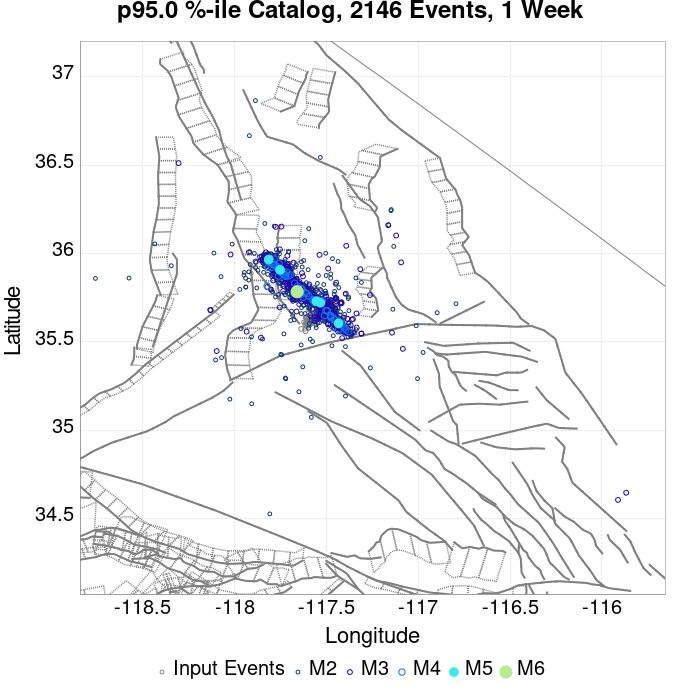 p95.0 %-ile Catalog, 2146 Events, 1 Week
37
36.5
36
35.5
35
34.5
Latitude
-118.5 -118 -117.5 -117 -116.5 -116
Longitude
Input Events M2 M3 M4 M5 M6